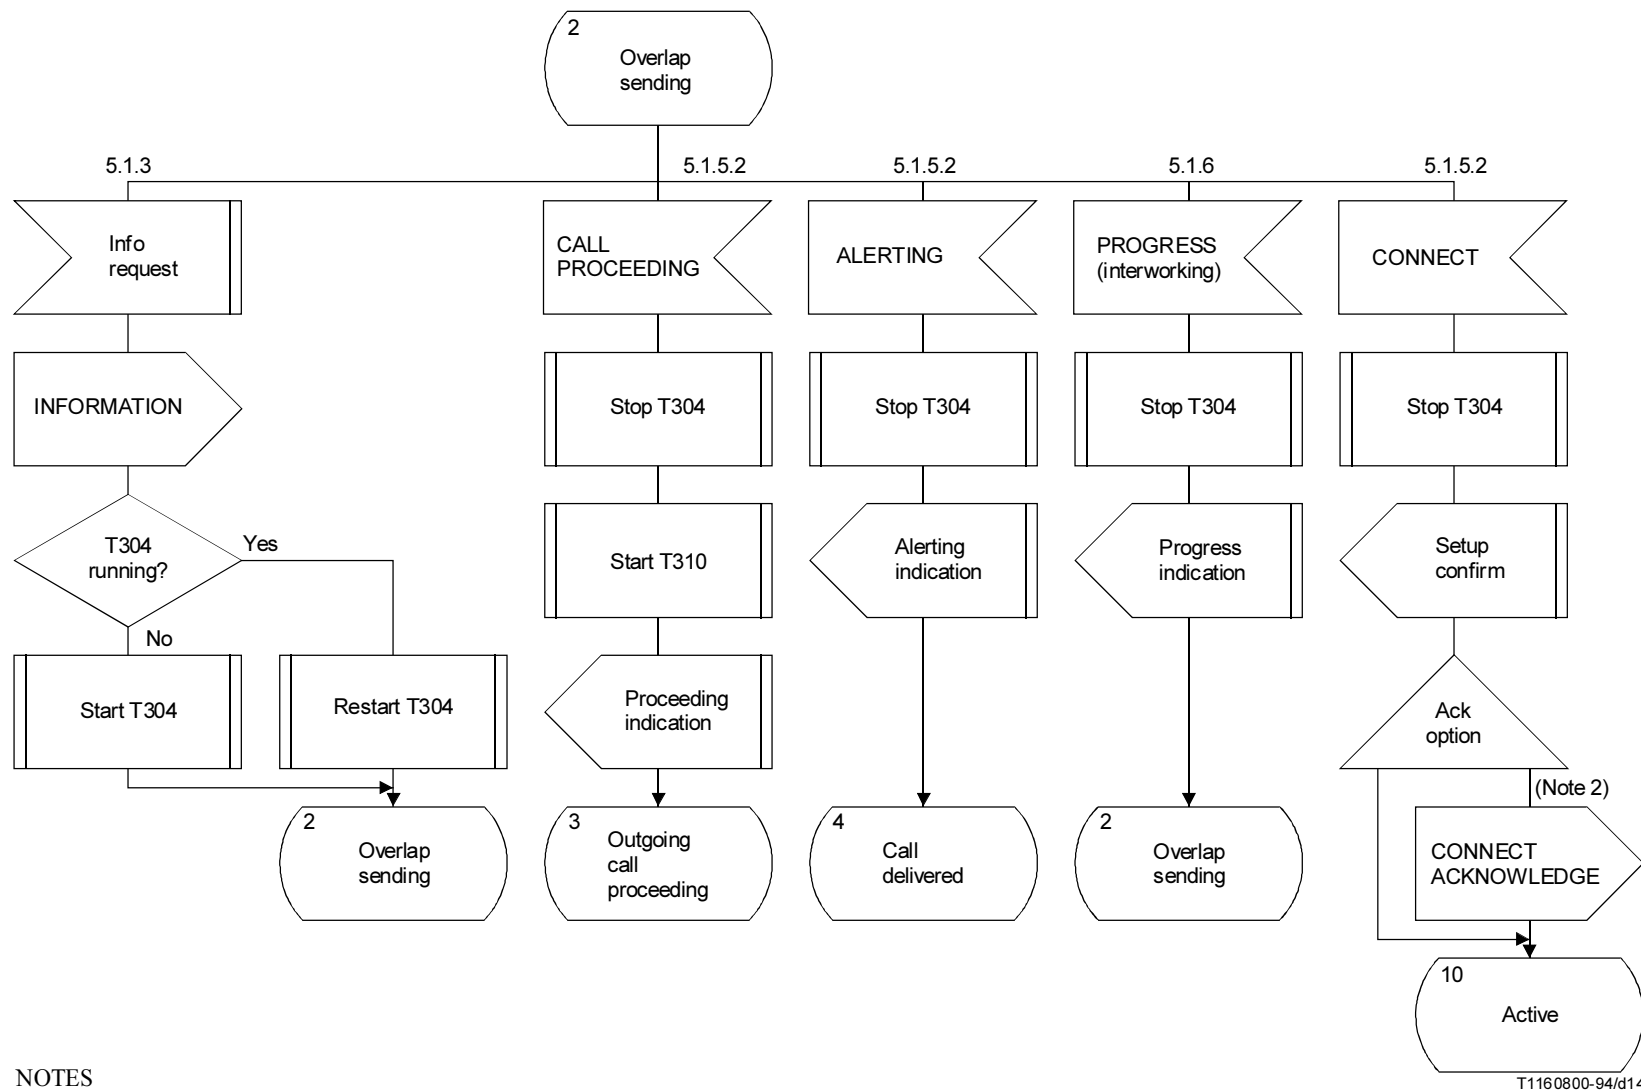 2
Overlap
sending
5.1.3
5.1.5.2
5.1.5.2
5.1.6
5.1.5.2
Info
request
CALL
PROCEEDING
ALERTING
PROGRESS
(interworking)
CONNECT
INFORMATION
Stop T304
Stop T304
Stop T304
Stop T304
T304
running?
Yes
No
Start T310
Alerting
indication
Progress
indication
Setup
confirm
Start T304
Restart T304
Proceeding
indication
Ack
option
(Note 2)
2
Overlap
sending
3
Outgoing
call
proceeding
4
Call
delivered
2
Overlap
sending
CONNECT
ACKNOWLEDGE
10
Active
NOTES
T1160800-94/d14